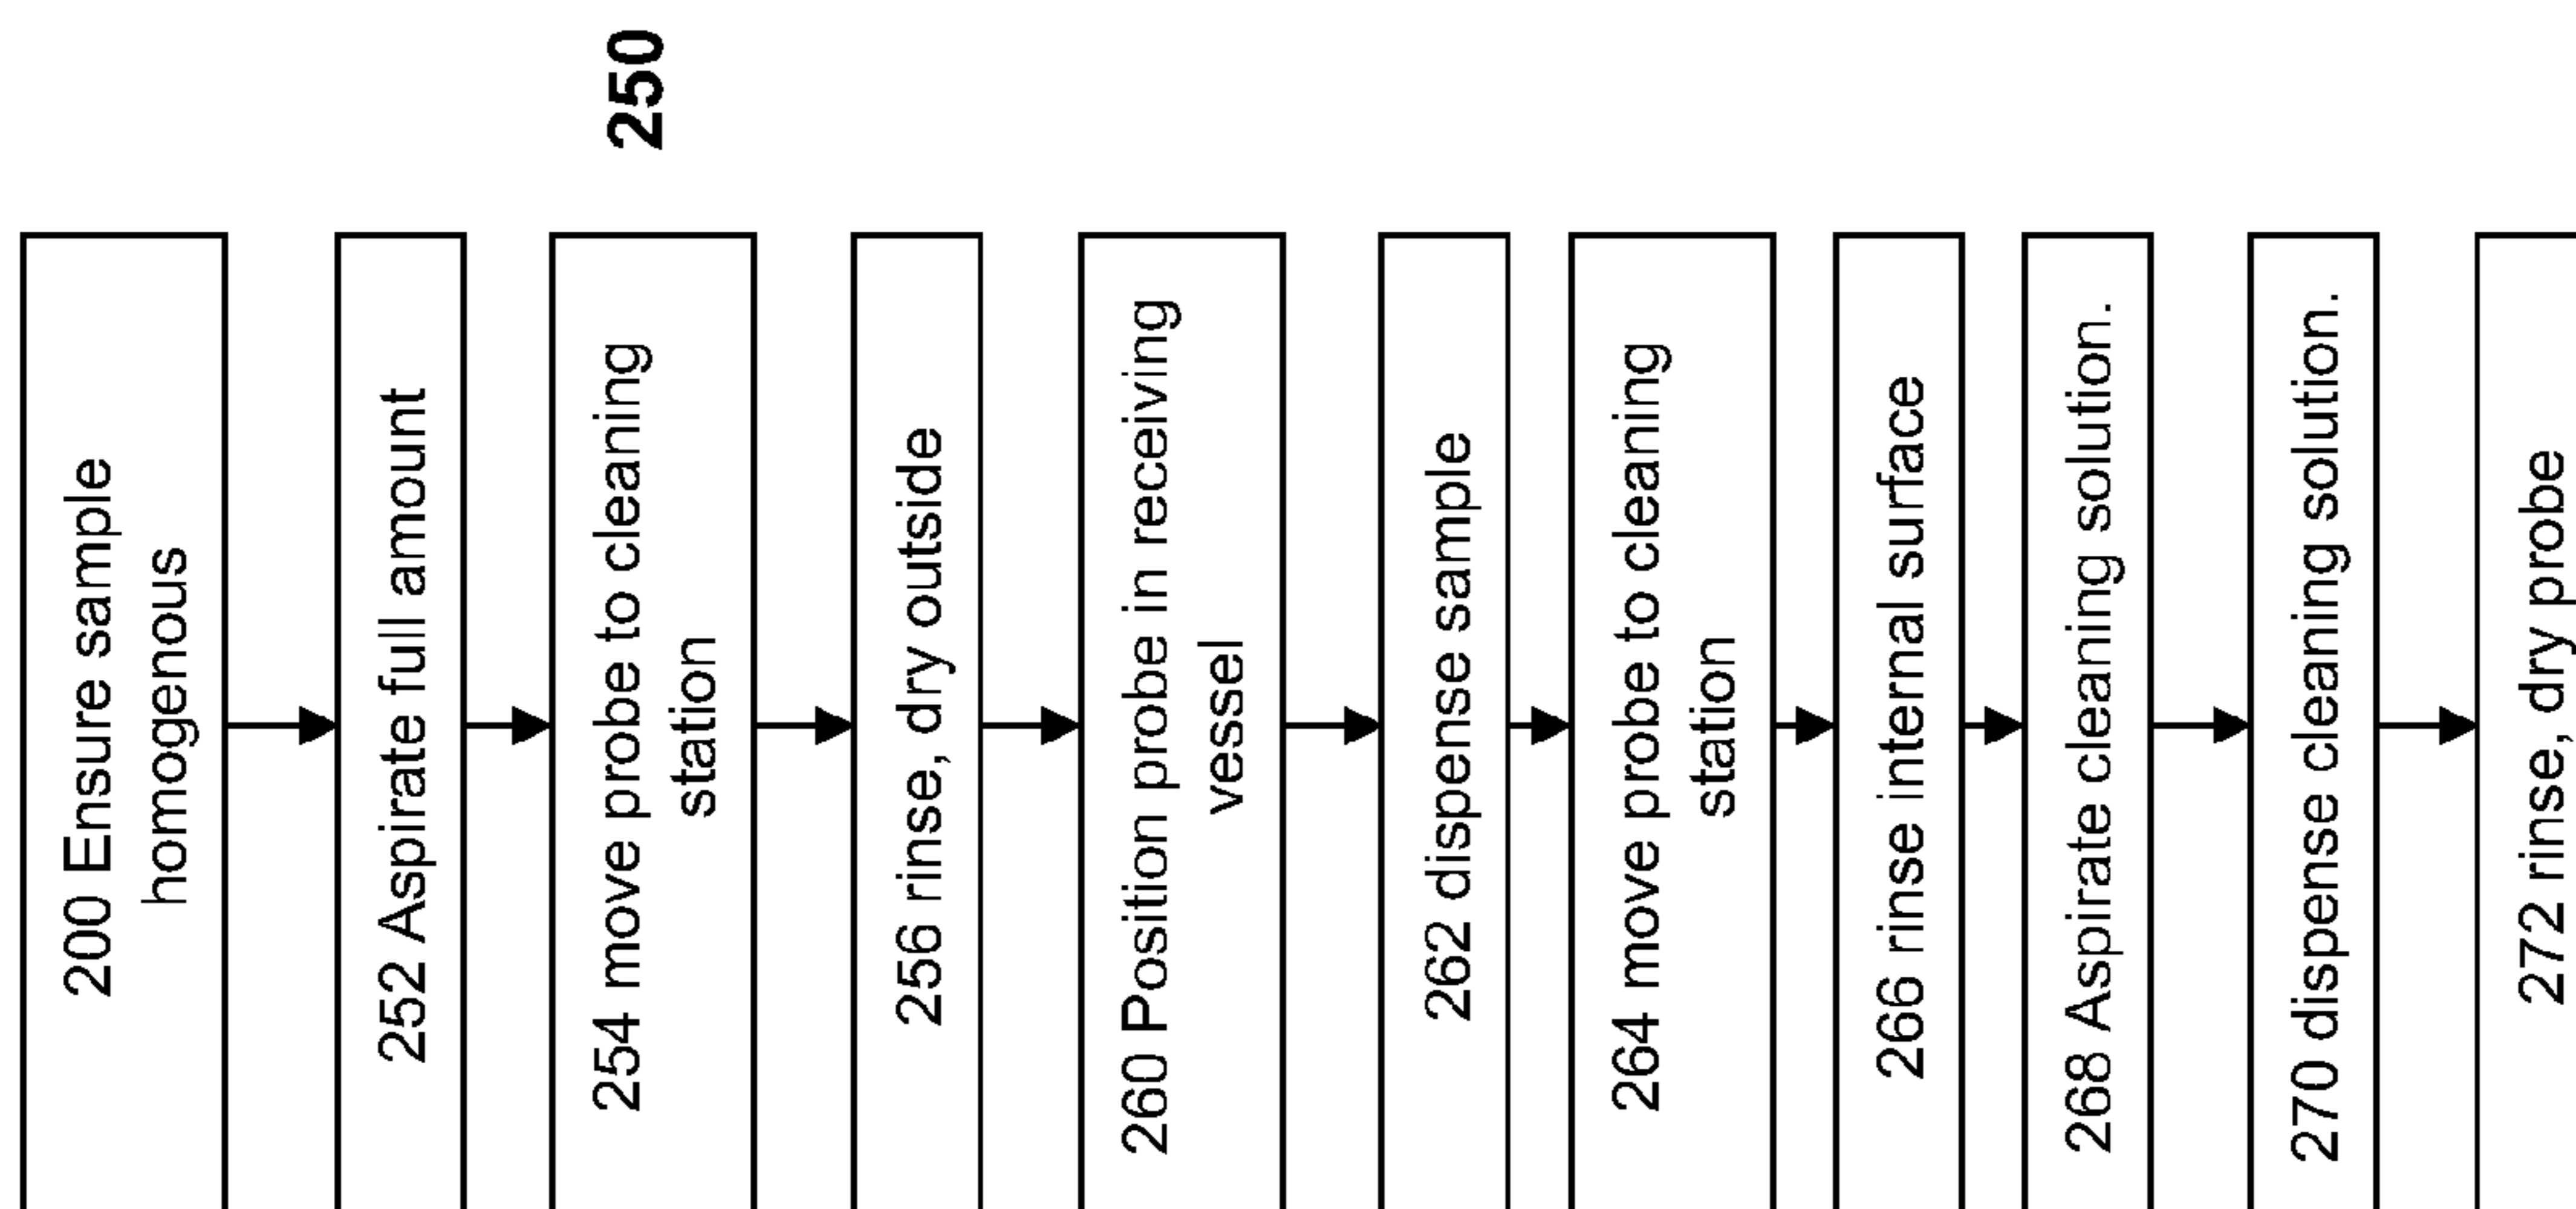 250
200 Ensure sample
homogenous
252 Aspirate full amount
254 move probe to cleaning
station
256 rinse, dry outside
260 Position probe in receiving
vessel
262 dispense sample
264 move probe to cleaning
station
266 rinse internal surface
268 Aspirate cleaning solution.
270 dispense cleaning solution.
272 rinse, dry probe